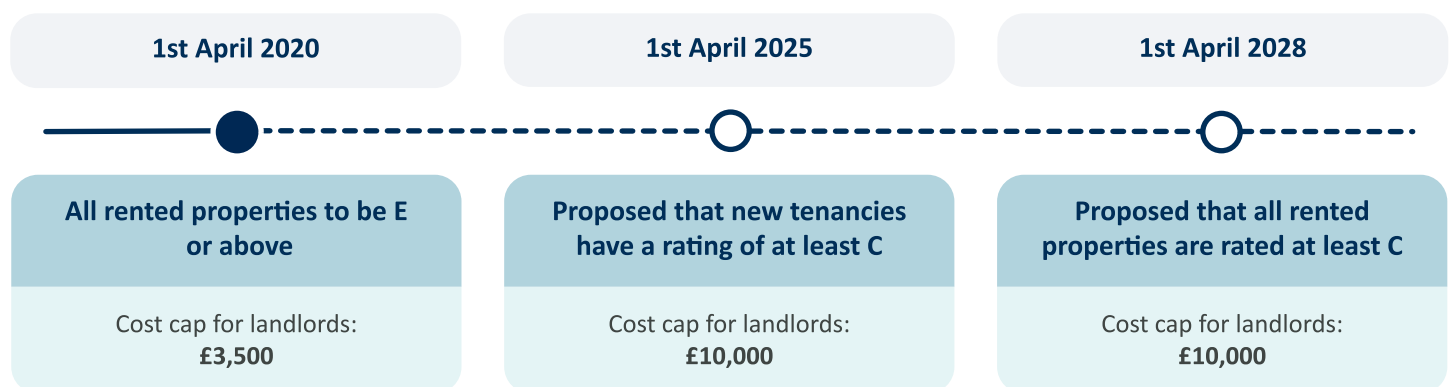 1st April 2020
1st April 2025
1st April 2028
All rented properties to be E
or above
Proposed that new tenancies
have a rating of at least C
Proposed that all rented
properties are rated at least C
Cost cap for landlords:
£3,500
Cost cap for landlords:
£10,000
Cost cap for landlords:
£10,000